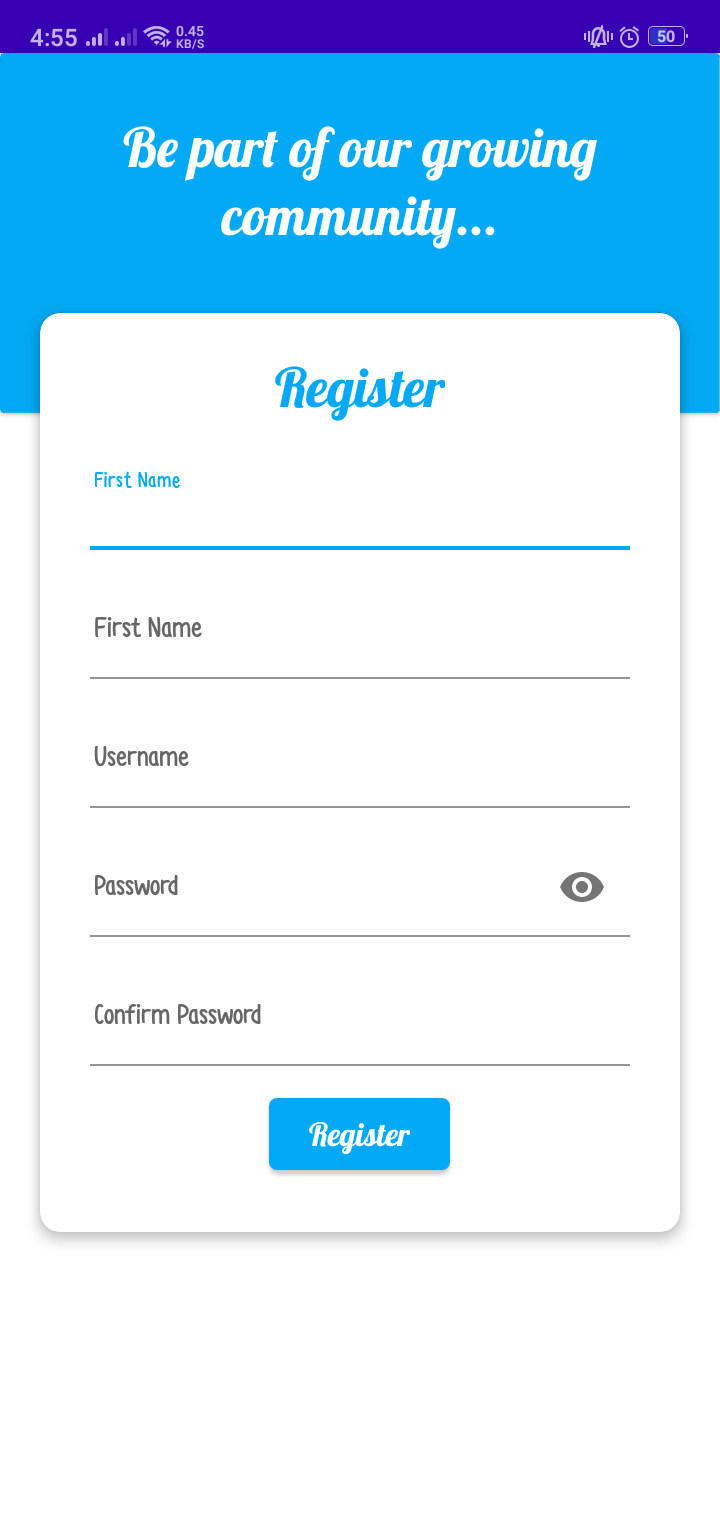 4:55 0.45 KB/S 50
Be part of our growing
community...
Register
First Name
First Name
Username
Password
Confirm Password
Register